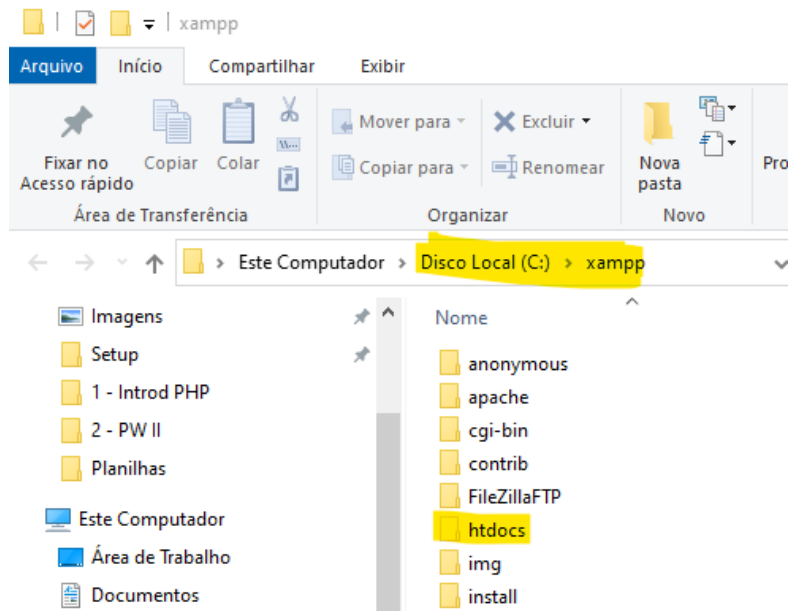 xampp
Arquivo Início Compartilhar Exibir
Fixar no Acesso rápido
Copiar
Colar
Mover para
Copiar para
Excluir
Renomear
Nova pasta
Pro
Área de Transferência Organizar Novo
Este Computador > Disco Local (C:) > xampp
Imagens
Setup
1 - Introd PHP
2 - PW II
Planilhas
Este Computador
Área de Trabalho
Documentos
Nome
anonymous
apache
cgi-bin
contrib
FileZillaFTP
htdocs
img
install